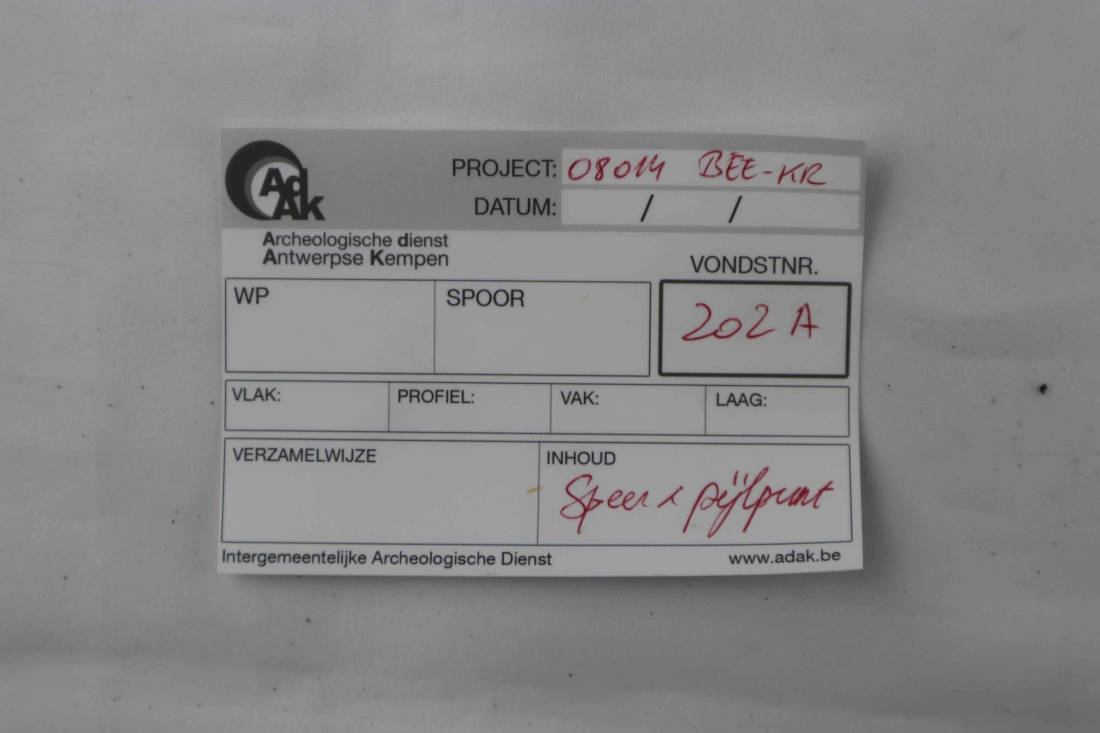 AdAk
PROJECT: 08014 BEE-KR
DATUM: / /
Archeologische dienst
Antwerpse Kempen
VONDSTNR.
WP SPOOR
202 A
VLAK: PROFIEL: VAK: LAAG:
VERZAMELWIJZE INHOUD
Speer pijlpunt
Intergemeentelijke Archeologische Dienst www.adak.be